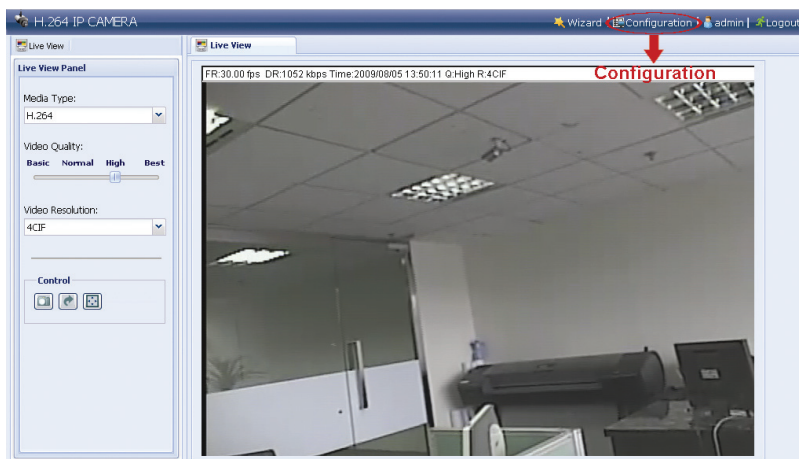 H.264 IP CAMERA
Wizard | Configuration | admin | Logout
Live View
Live View
Live View Panel
FR:30.00 fps DR:1052 kbps Time:2009/08/05 13:50:11 Q:High R:4CIF
Configuration
Media Type:
H.264
Video Quality:
Basic Normal High Best
Video Resolution:
4CIF
Control